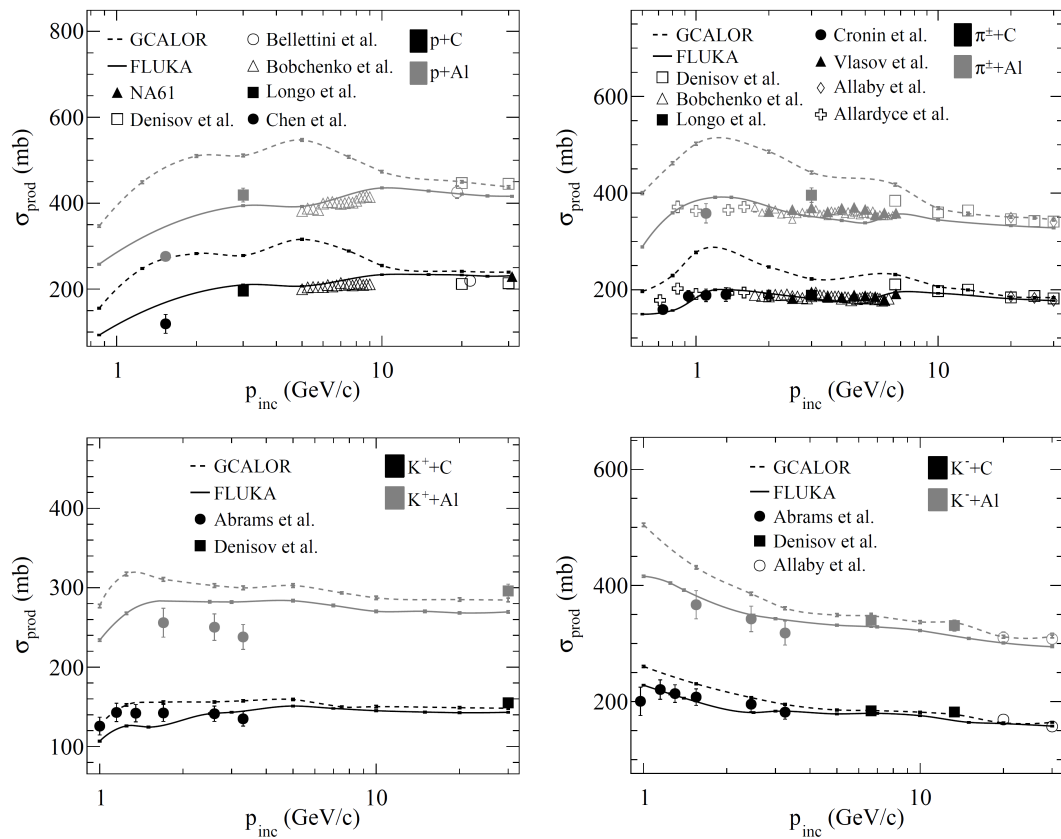 800
600
400
200
σprod (mb)
GCALOR
FLUKA
NA61
Denisov et al.
Bellettini et al.
Bobchenko et al.
Longo et al.
Chen et al.
p+C
p+Al
1
10
pinc (GeV/c)
600
400
200
σprod (mb)
GCALOR
FLUKA
Denisov et al.
Bobchenko et al.
Longo et al.
Cronin et al.
Vlasov et al.
Allaby et al.
Allardyce et al.
π±+C
π±+Al
1
10
pinc (GeV/c)
400
300
200
100
σprod (mb)
GCALOR
FLUKA
Abrams et al.
Denisov et al.
K++C
K++Al
1
10
pinc (GeV/c)
600
400
200
σprod (mb)
GCALOR
FLUKA
Abrams et al.
Denisov et al.
Allaby et al.
K-+C
K-+Al
1
10
pinc (GeV/c)